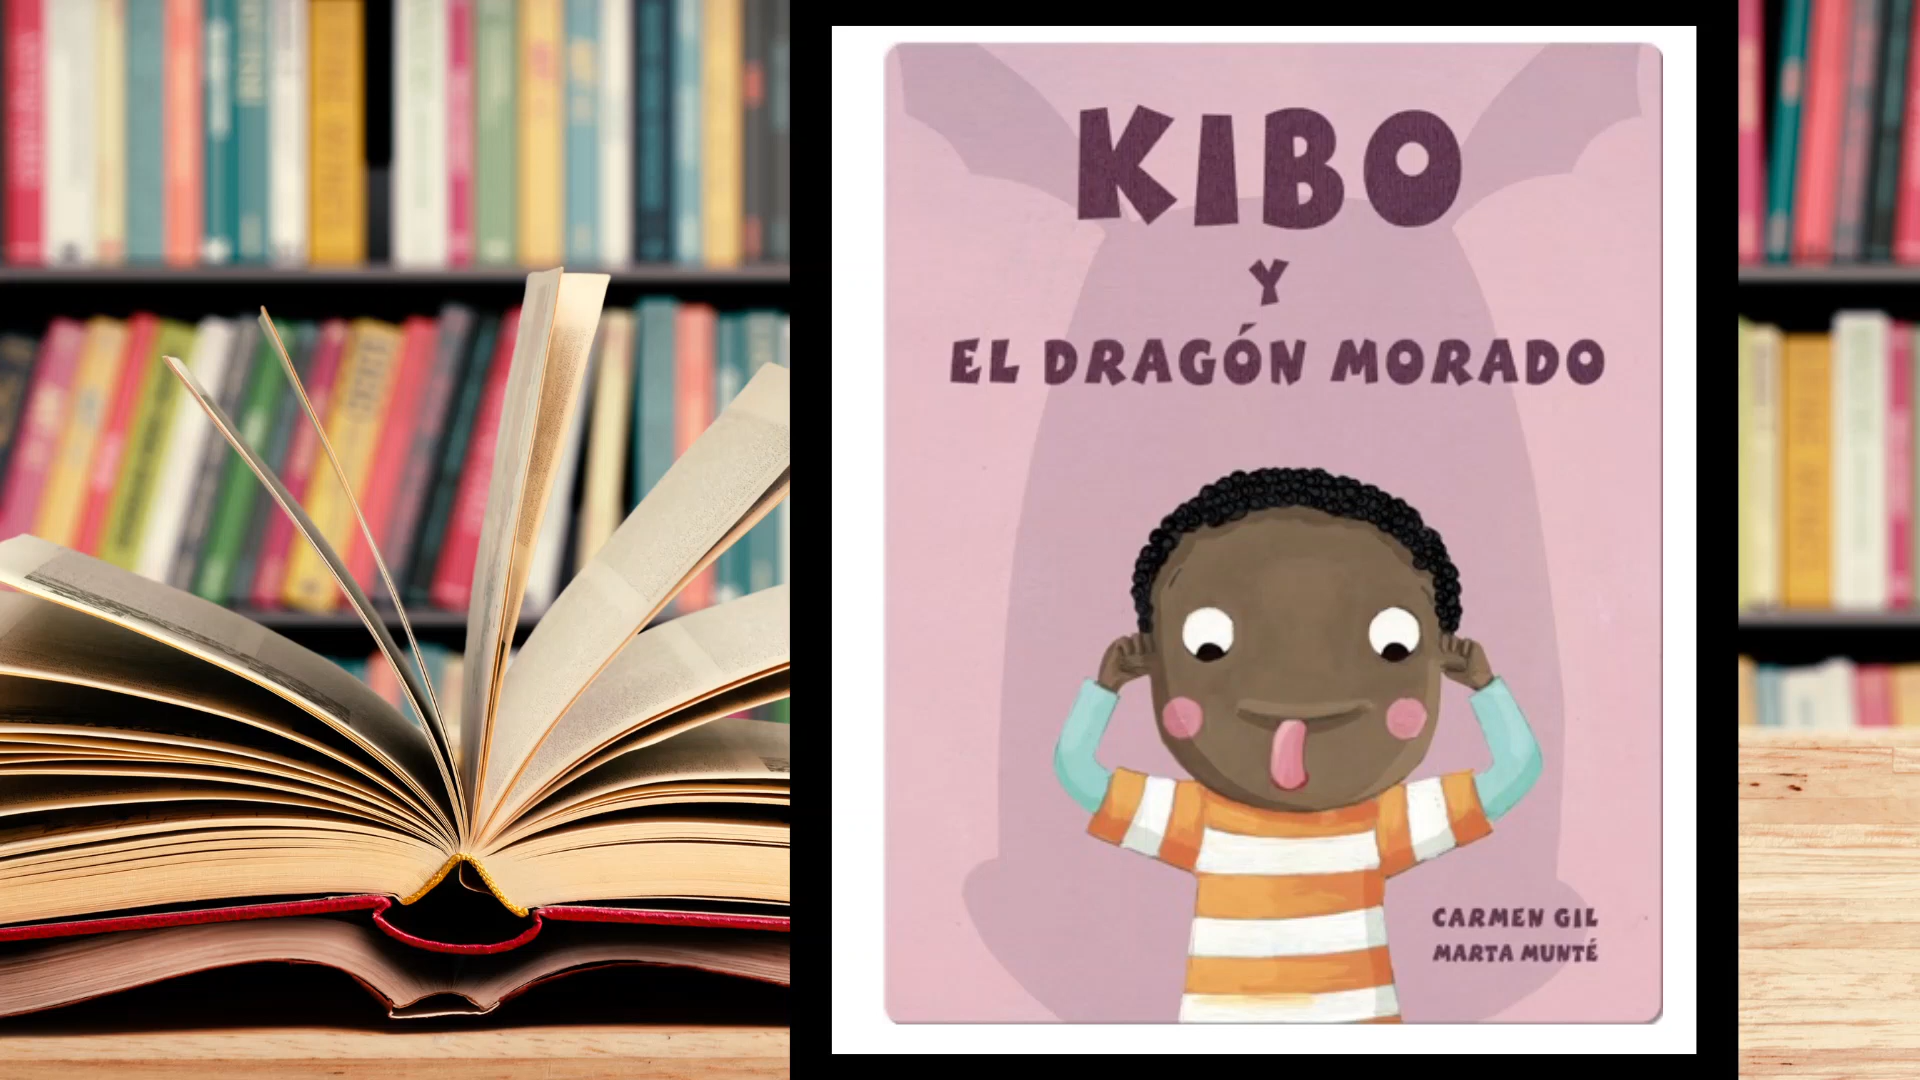 KIBO
Y
EL DRAGÓN MORADO
CARMEN GIL
MARTA MUNTÉ